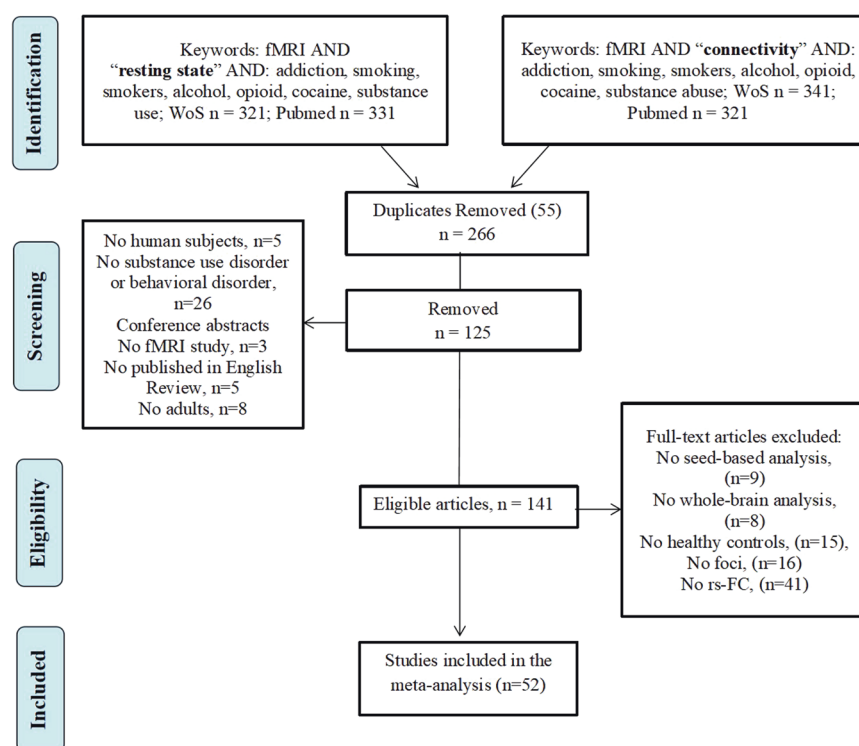 Identification
Keywords: fMRI AND
“resting state” AND: addiction, smoking,
smokers, alcohol, opioid, cocaine, substance
use; WoS n = 321; Pubmed n = 331
Keywords: fMRI AND “connectivity” AND:
addiction, smoking, smokers, alcohol, opioid,
cocaine, substance abuse; WoS n = 341;
Pubmed n = 321
Duplicates Removed (55)
n = 266
Screening
No human subjects, n=5
No substance use disorder
or behavioral disorder,
n=26
Conference abstracts
No fMRI study, n=3
No published in English
Review, n=5
No adults, n=8
Removed
n = 125
Eligibility
Eligible articles, n = 141
Full-text articles excluded:
No seed-based analysis,
(n=9)
No whole-brain analysis,
(n=8)
No healthy controls, (n=15),
No foci, (n=16)
No rs-FC, (n=41)
Included
Studies included in the
meta-analysis (n=52)